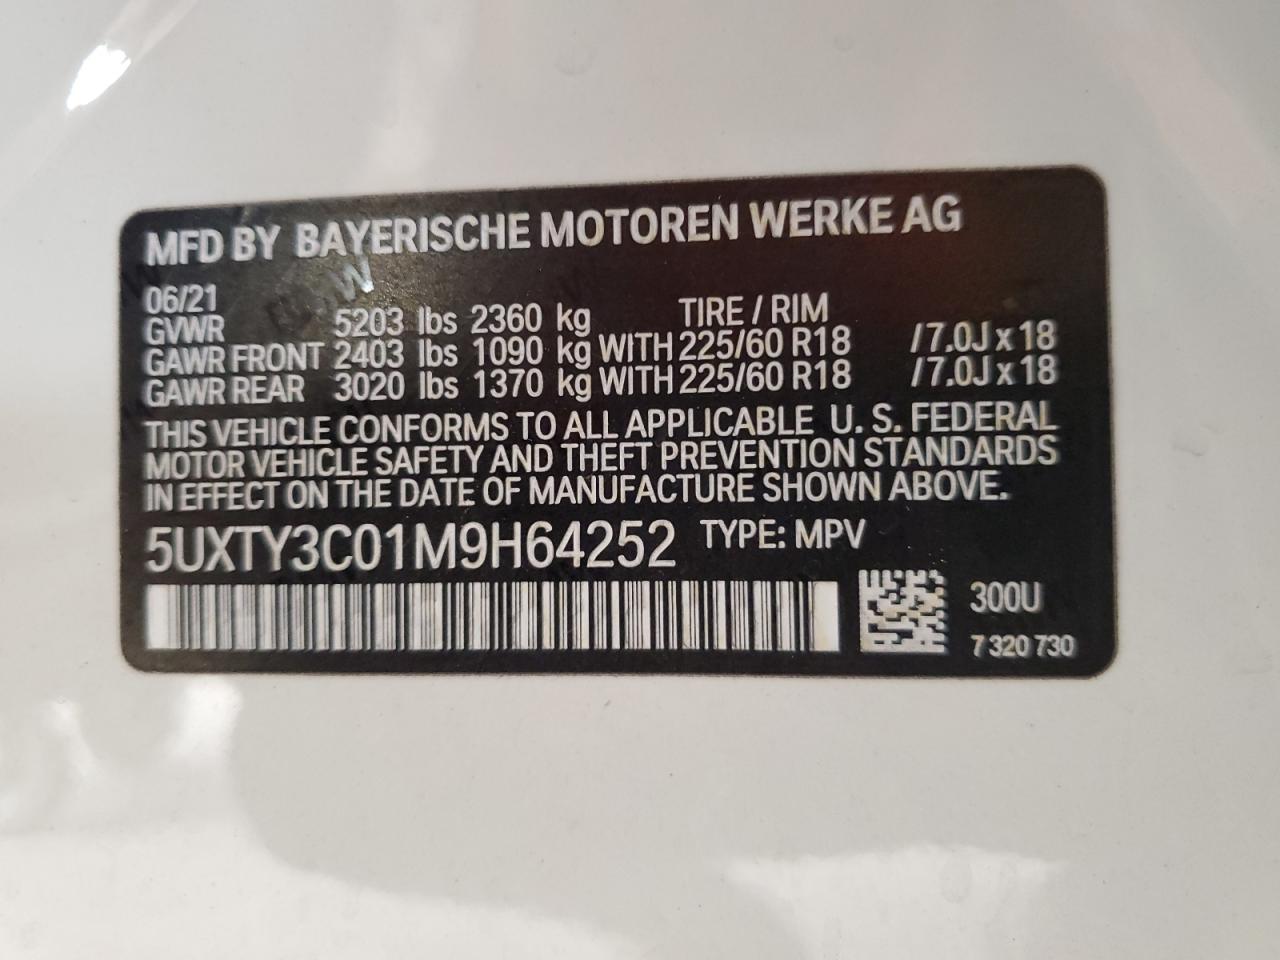 MFD BY BAYERISCHE MOTOREN WERKE AG
06/21
GVWR 5203 lbs 2360 kg TIRE / RIM
GAWR FRONT 2403 lbs 1090 kg WITH 225/60 R18 /7.0J x 18
GAWR REAR 3020 lbs 1370 kg WITH 225/60 R18 /7.0J x 18
THIS VEHICLE CONFORMS TO ALL APPLICABLE U. S. FEDERAL
MOTOR VEHICLE SAFETY AND THEFT PREVENTION STANDARDS
IN EFFECT ON THE DATE OF MANUFACTURE SHOWN ABOVE.
5UXTY3C01M9H64252 TYPE: MPV
300U
7 320 730